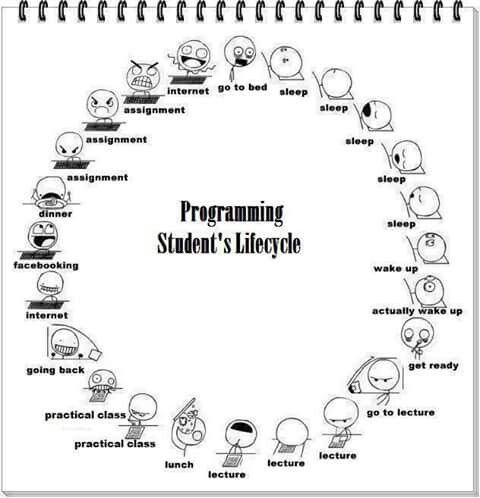 Programming
Student's Lifecycle
go to bed
sleep
sleep
sleep
sleep
sleep
wake up
actually wake up
get ready
go to lecture
lecture
lecture
lecture
lunch
practical class
practical class
going back
internet
facebooking
dinner
assignment
assignment
assignment
internet